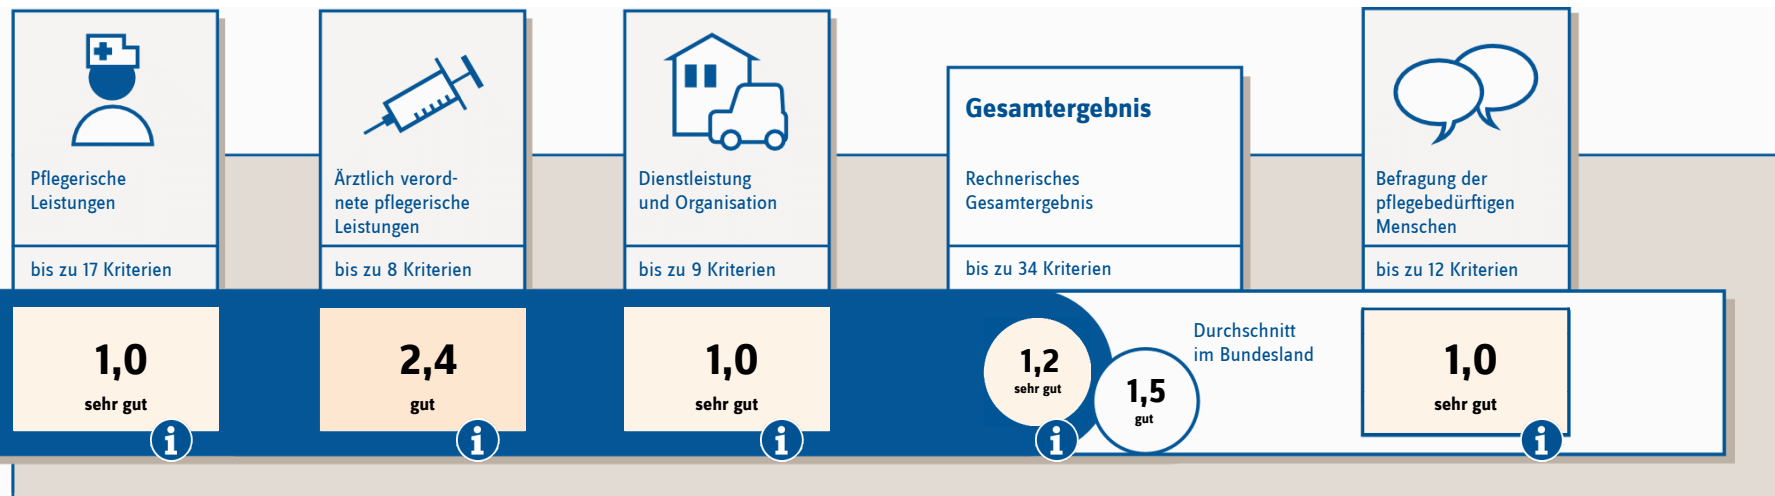 Pflegerische
Leistungen
bis zu 17 Kriterien
1,0
sehr gut
Ärztlich verord-
nete pflegerische
Leistungen
bis zu 8 Kriterien
2,4
gut
Dienstleistung
und Organisation
bis zu 9 Kriterien
1,0
sehr gut
Gesamtergebnis
Rechnerisches
Gesamtergebnis
bis zu 34 Kriterien
1,2
sehr gut
1,5
gut
Durchschnitt
im Bundesland
Befragung der
pflegebedürftigen
Menschen
bis zu 12 Kriterien
1,0
sehr gut